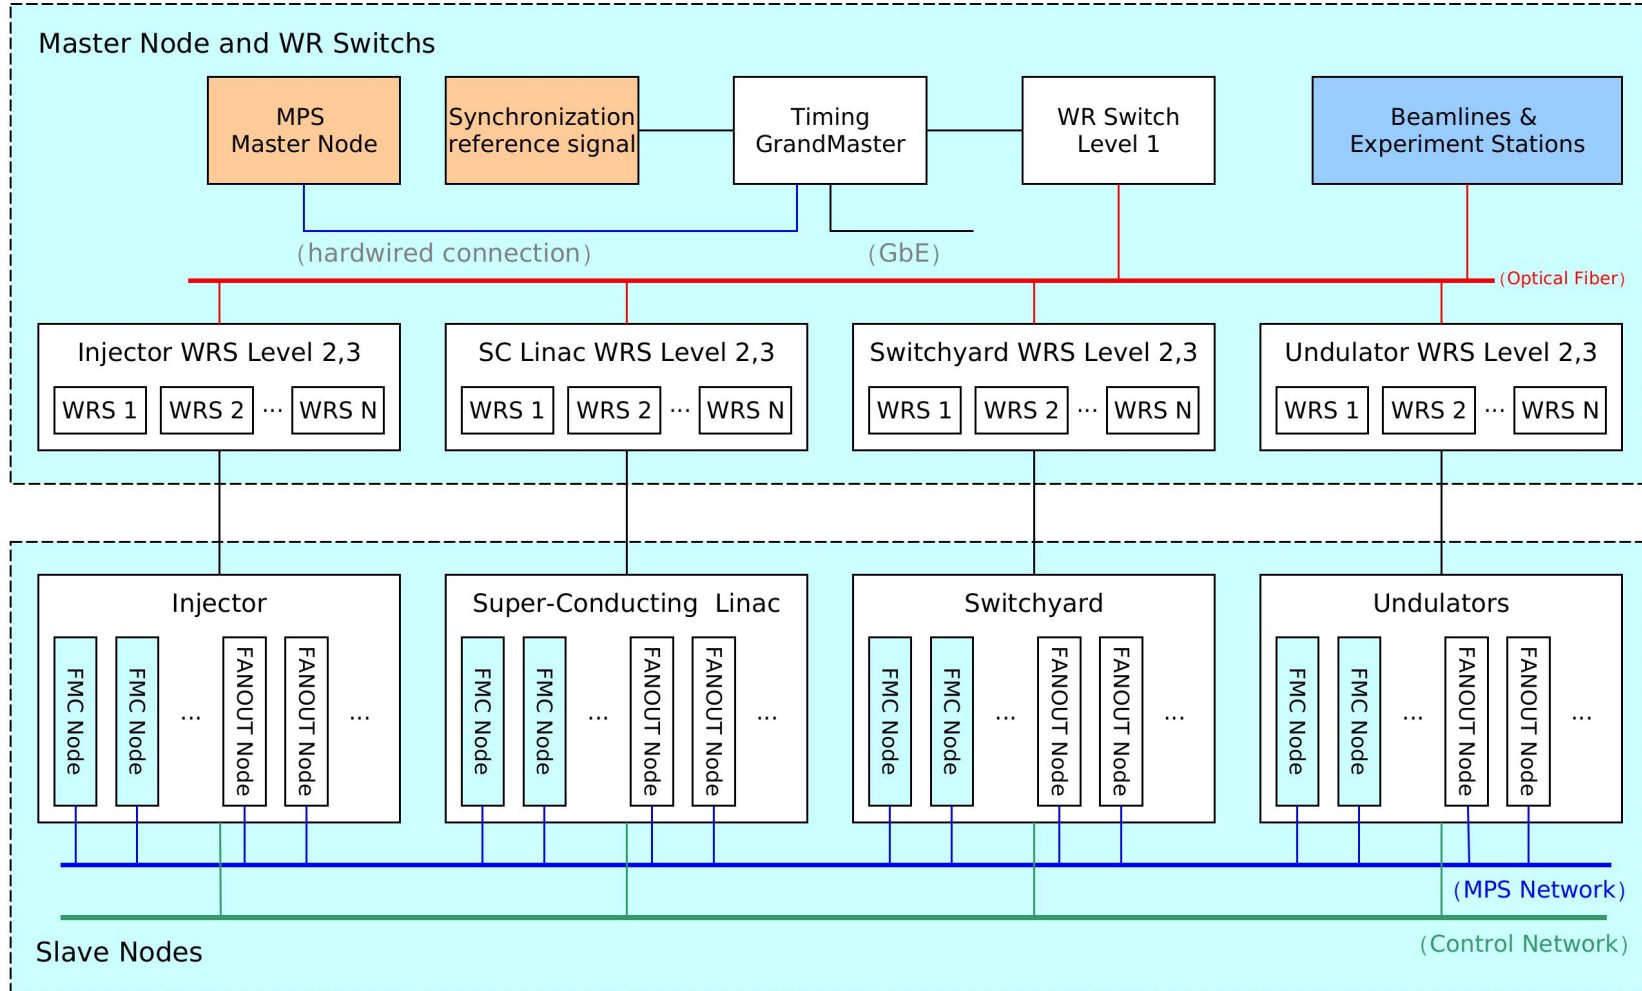 Master Node and WR Switchs
MPS
Master Node
Synchronization
reference signal
Timing
GrandMaster
WR Switch
Level 1
Beamlines &
Experiment Stations
(hardwired connection)
(GbE)
(Optical Fiber)
Injector WRS Level 2,3
WRS 1
WRS 2
...
WRS N
SC Linac WRS Level 2,3
WRS 1
WRS 2
...
WRS N
Switchyard WRS Level 2,3
WRS 1
WRS 2
...
WRS N
Undulator WRS Level 2,3
WRS 1
WRS 2
...
WRS N
Injector
FMC Node
FMC Node
...
FANOUT Node
FANOUT Node
...
Super-Conducting Linac
FMC Node
FMC Node
...
FANOUT Node
FANOUT Node
...
Switchyard
FMC Node
FMC Node
...
FANOUT Node
FANOUT Node
...
Undulators
FMC Node
FMC Node
...
FANOUT Node
FANOUT Node
...
(MPS Network)
(Control Network)
Slave Nodes